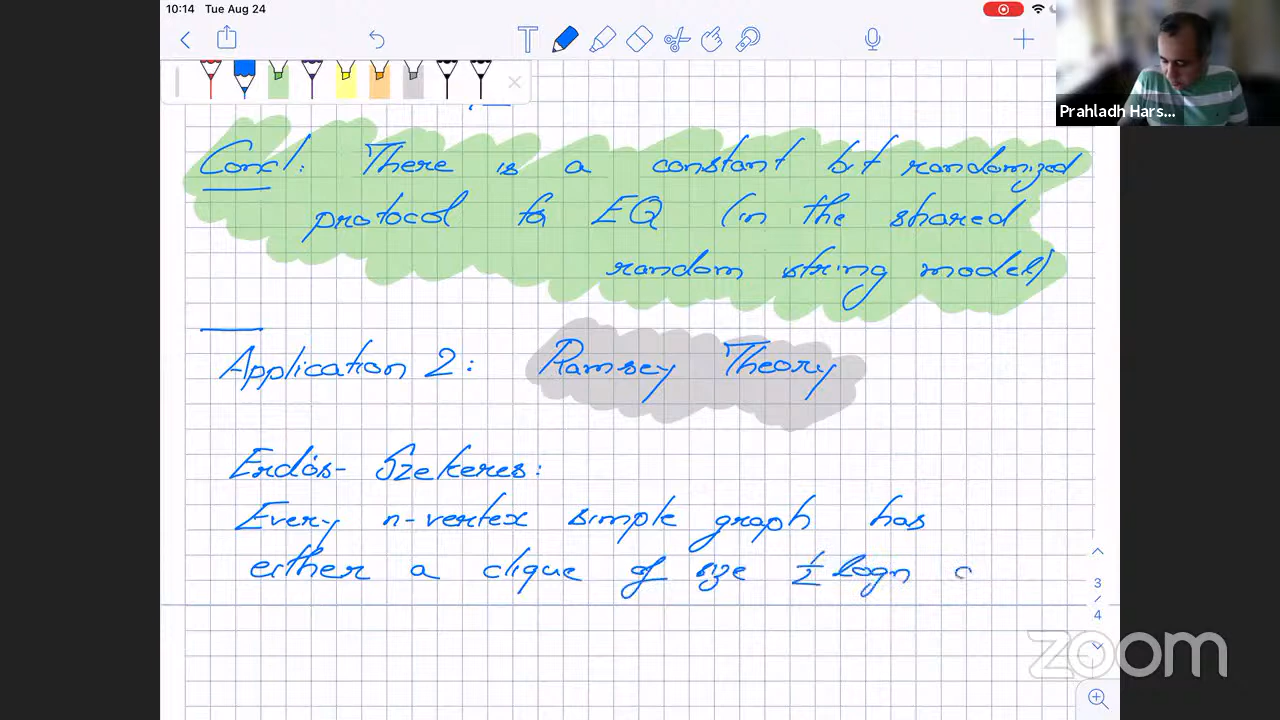 10:14 Tue Aug 24
Prahladh Hars...
Concl: There is a constant bit randomized
protocol for EQ (in the shared
random string model)
Application 2: Ramsey Theory
Erdős- Szekeres:
Every n-vertex simple graph has
either a clique of size ½ logn o
3
/
4
zoom